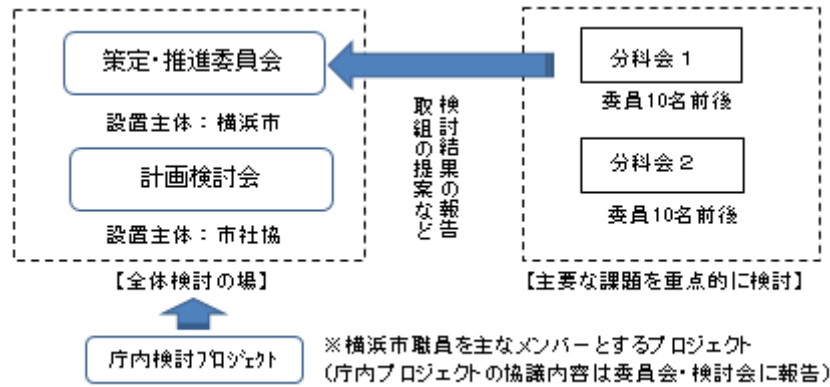 策定・推進委員会
設置主体：横浜市
計画検討会
設置主体：市社協
【全体検討の場】
検討結果の報告
取組の提案など
分科会１
委員10名前後
分科会２
委員10名前後
【主要な課題を重点的に検討】
庁内検討プロジェクト
※横浜市職員を主なメンバーとするプロジェクト
（庁内プロジェクトの協議内容は委員会・検討会に報告）